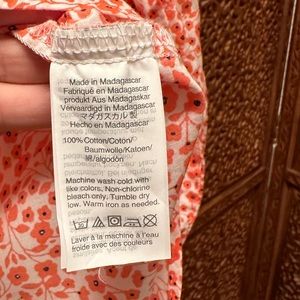 Made in Madagascar
Fabriqué en Madagascar
produkt Aus Madagaskar
Vervaardigd in Madagascar
マダガスカル製
Hecho en Madagascar
100% Cotton/Coton/
Baumwolle/Katoen/
綿/algodón
Machine wash cold with
like colors. Non-chlorine
bleach only. Tumble dry
low. Warm iron as needed.
Laver à la machine à l'eau
froide avec des couleurs